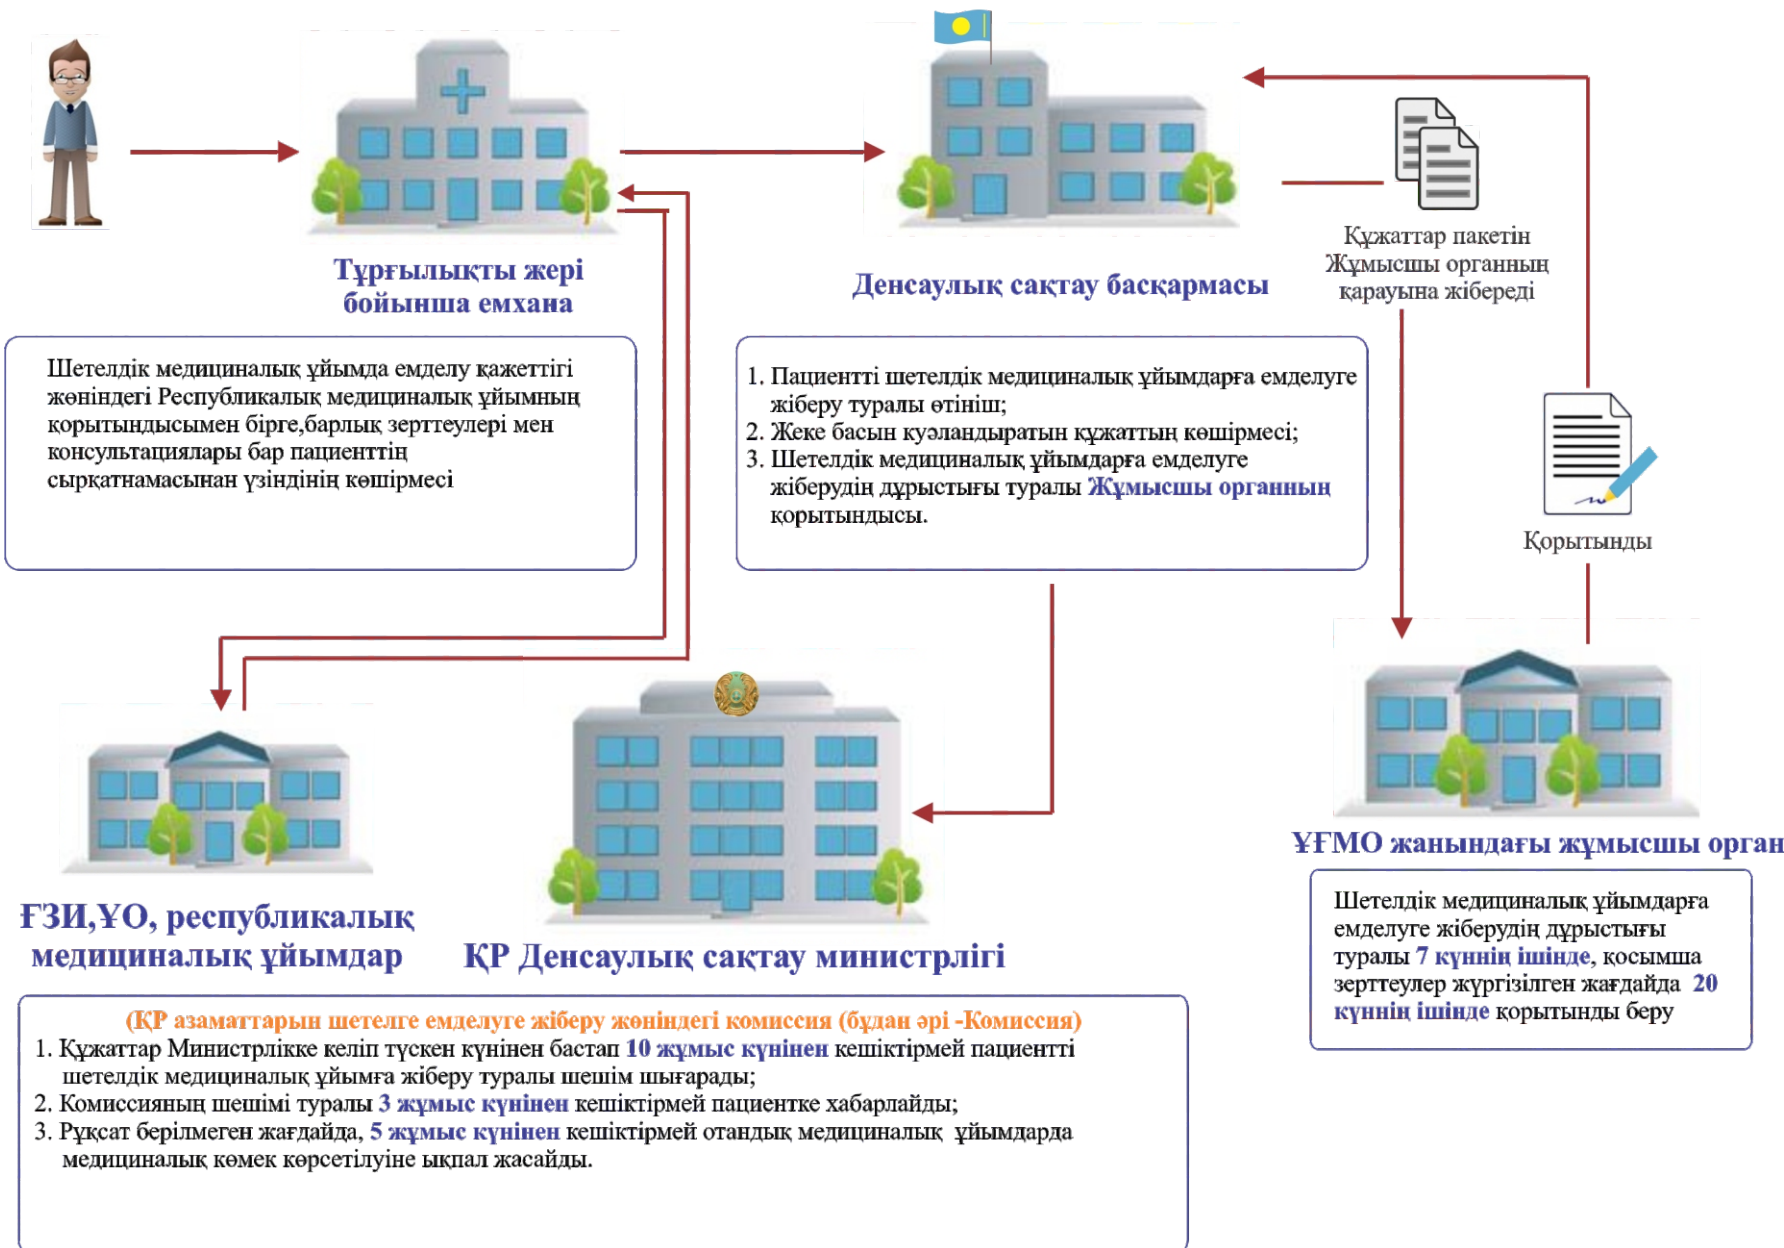 Тұрғылықты жері
бойынша емхана
Шетелдік медициналық ұйымда емделу қажеттігі
жөніндегі Республикалық медициналық ұйымның
қорытындысымен бірге,барлық зерттеулері мен
консультациялары бар пациенттің
сырқатнамасынан үзіндінің көшірмесі
Денсаулық сақтау басқармасы
1. Пациентті шетелдік медициналық ұйымдарға емделуге
жіберу туралы өтініш;
2. Жеке басын куәландыратын құжаттың көшірмесі;
3. Шетелдік медициналық ұйымдарға емделуге
жіберудің дұрыстығы туралы Жұмысшы органның
қорытындысы.
Құжаттар пакетін
Жұмысшы органның
қарауына жібереді
Қорытынды
ҰҒМО жанындағы жұмысшы орган
Шетелдік медициналық ұйымдарға
емделуге жіберудің дұрыстығы
туралы 7 күннің ішінде, қосымша
зерттеулер жүргізілген жағдайда 20
күннің ішінде қорытынды беру
ҒЗИ,ҰО, республикалық
медициналық ұйымдар
ҚР Денсаулық сақтау министрлігі
(ҚР азаматтарын шетелге емделуге жіберу жөніндегі комиссия (бұдан әрі -Комиссия)
1. Құжаттар Министрлікке келіп түскен күнінен бастап 10 жұмыс күнінен кешіктірмей пациентті
шетелдік медициналық ұйымға жіберу туралы шешім шығарады;
2. Комиссияның шешімі туралы 3 жұмыс күнінен кешіктірмей пациентке хабарлайды;
3. Рұқсат берілмеген жағдайда, 5 жұмыс күнінен кешіктірмей отандық медициналық ұйымдарда
медициналық көмек көрсетілуіне ықпал жасайды.